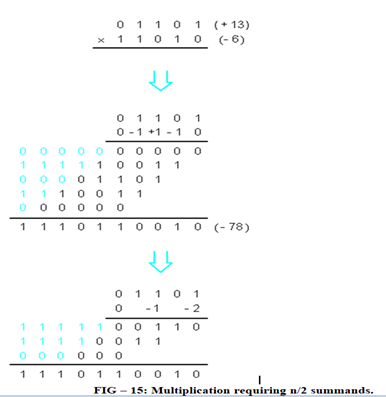 0 1 1 0 1 (+ 13)
× 1 1 0 1 0 (- 6)
0 1 1 0 1
0 - 1 +1 - 1 0
0 0 0 0 0 0 0 0 0 0
1 1 1 1 1 0 0 1 1
0 0 0 0 1 1 0 1
1 1 1 0 0 1 1
0 0 0 0 0 0
1 1 1 0 1 1 0 0 1 0 (- 78)
0 1 1 0 1
0 - 1 - 2
1 1 1 1 1 0 0 1 1 0
1 1 1 1 0 0 1 1
0 0 0 0 0 0
1 1 1 0 1 1 0 0 1 0
FIG – 15: Multiplication requiring n/2 summands.